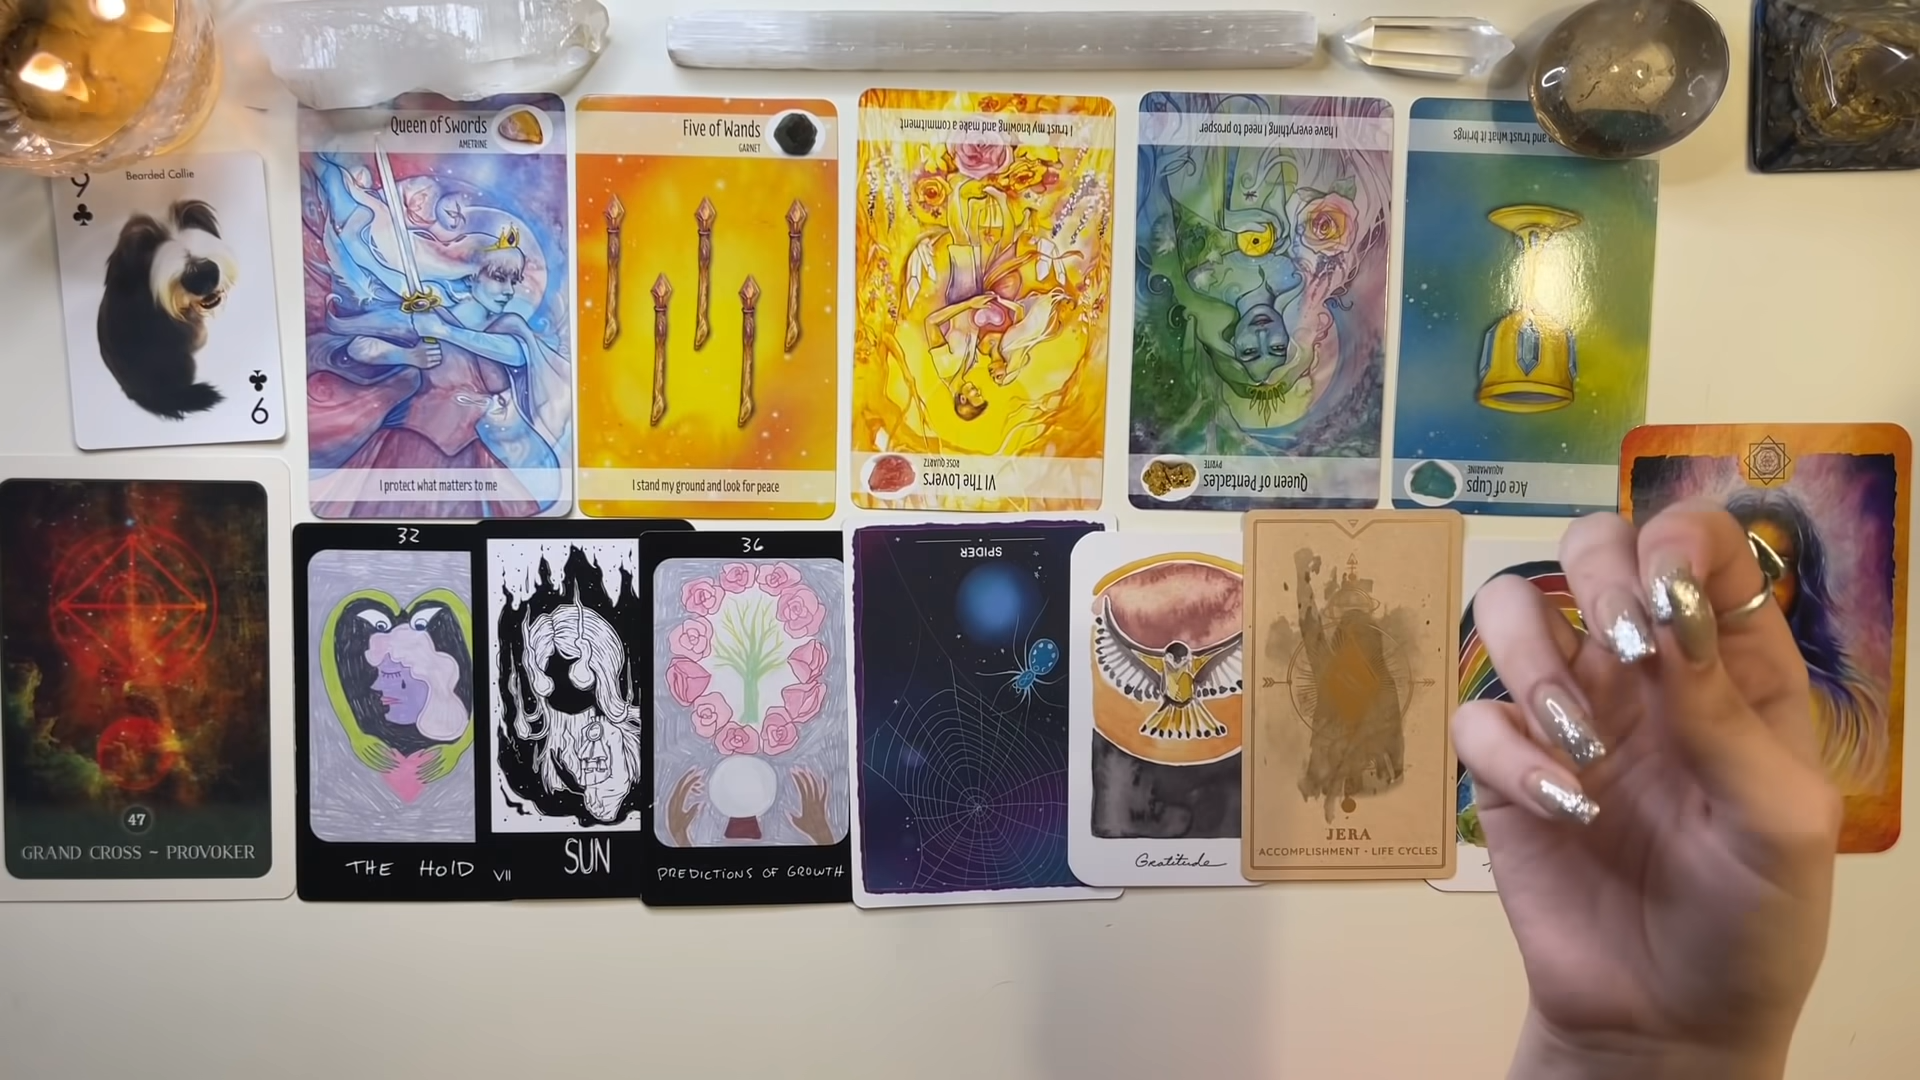 9
Bearded Collie
9
Queen of Swords
AMETRINE
I protect what matters to me
Five of Wands
GARNET
I stand my ground and look for peace
I trust my knowing and make a commitment
VI The Lovers
ROSE QUARTZ
I have everything I need to prosper
Queen of Pentacles
PYRITE
and trust what it brings
Ace of Cups
AQUAMARINE
47
GRAND CROSS ~ PROVOKER
32
THE HOLD
VII
SUN
36
PREDICTIONS OF GROWTH
SPIDER
Gratitude
JERA
ACCOMPLISHMENT • LIFE CYCLES